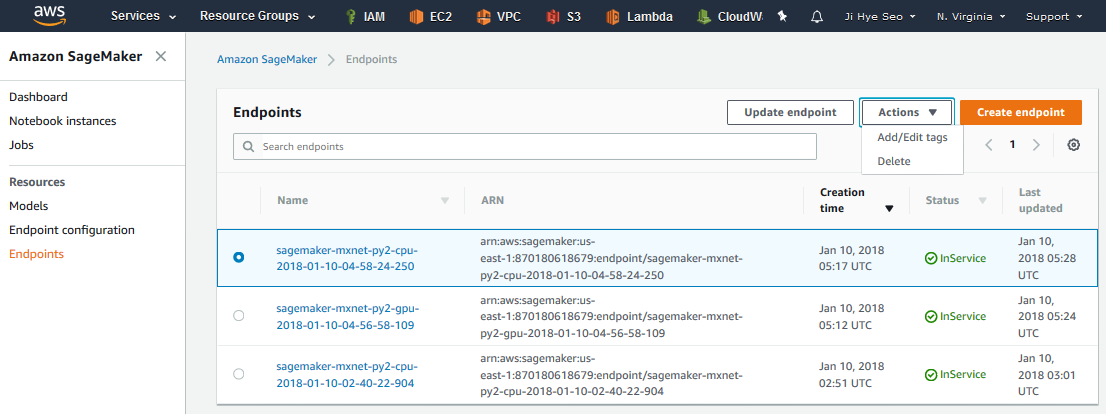 aws Services Resource Groups IAM EC2 VPC S3 Lambda CloudWa Ji Hye Seo N. Virginia Support
Amazon SageMaker
Dashboard
Notebook instances
Jobs
Resources
Models
Endpoint configuration
Endpoints
Amazon SageMaker > Endpoints
Endpoints Update endpoint Actions Create endpoint
Add/Edit tags
Delete
Search endpoints 1
Name ARN Creation time Status Last updated
sagemaker-mxnet-py2-cpu-
2018-01-10-04-58-24-250
arn:aws:sagemaker:us-
east-1:870180618679:endpoint/sagemaker-mxnet-
py2-cpu-2018-01-10-04-58-24-250
Jan 10, 2018
05:17 UTC
InService
Jan 10,
2018 05:28
UTC
sagemaker-mxnet-py2-gpu-
2018-01-10-04-56-58-109
arn:aws:sagemaker:us-
east-1:870180618679:endpoint/sagemaker-mxnet-
py2-gpu-2018-01-10-04-56-58-109
Jan 10, 2018
05:12 UTC
InService
Jan 10,
2018 05:24
UTC
sagemaker-mxnet-py2-cpu-
2018-01-10-02-40-22-904
arn:aws:sagemaker:us-
east-1:870180618679:endpoint/sagemaker-mxnet-
py2-cpu-2018-01-10-02-40-22-904
Jan 10, 2018
02:51 UTC
InService
Jan 10,
2018 03:01
UTC